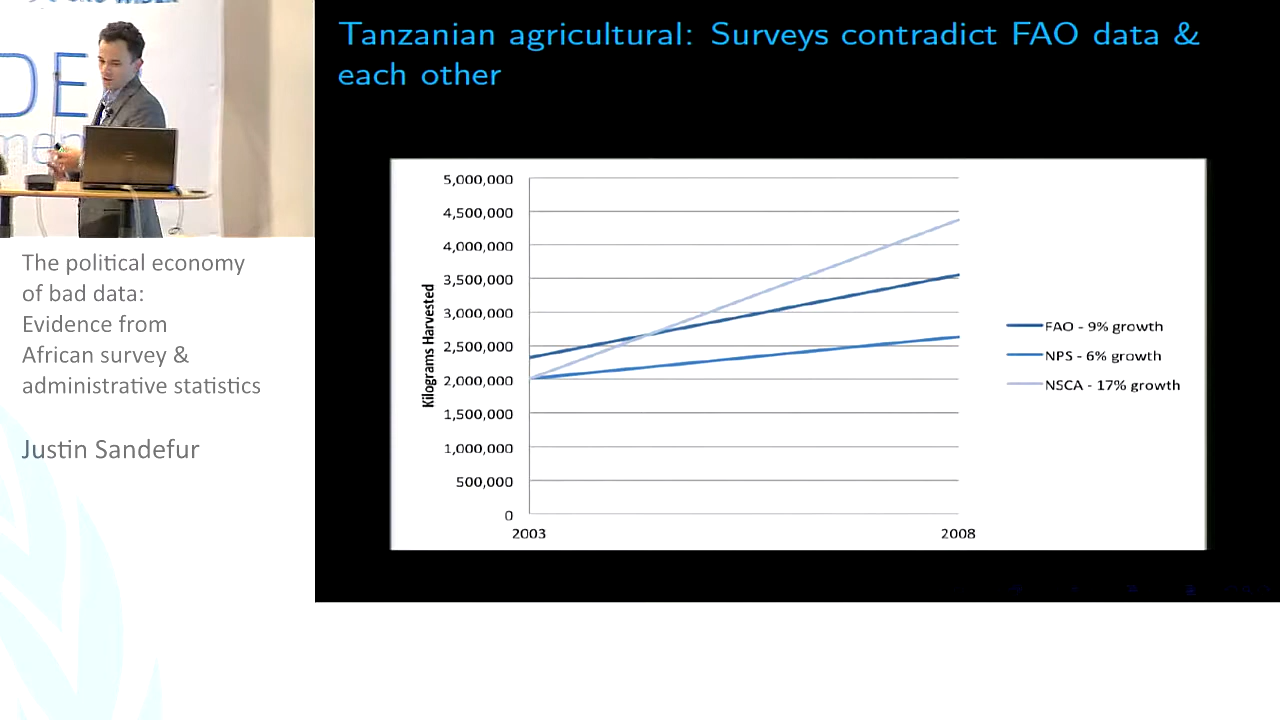 Tanzanian agricultural: Surveys contradict FAO data &
each other
The political economy
of bad data:
Evidence from
African survey &
administrative statistics
Justin Sandefur
Kilograms Harvested
5,000,000
4,500,000
4,000,000
3,500,000
3,000,000
2,500,000
2,000,000
1,500,000
1,000,000
500,000
0
2003
2008
FAO - 9% growth
NPS - 6% growth
NSCA - 17% growth